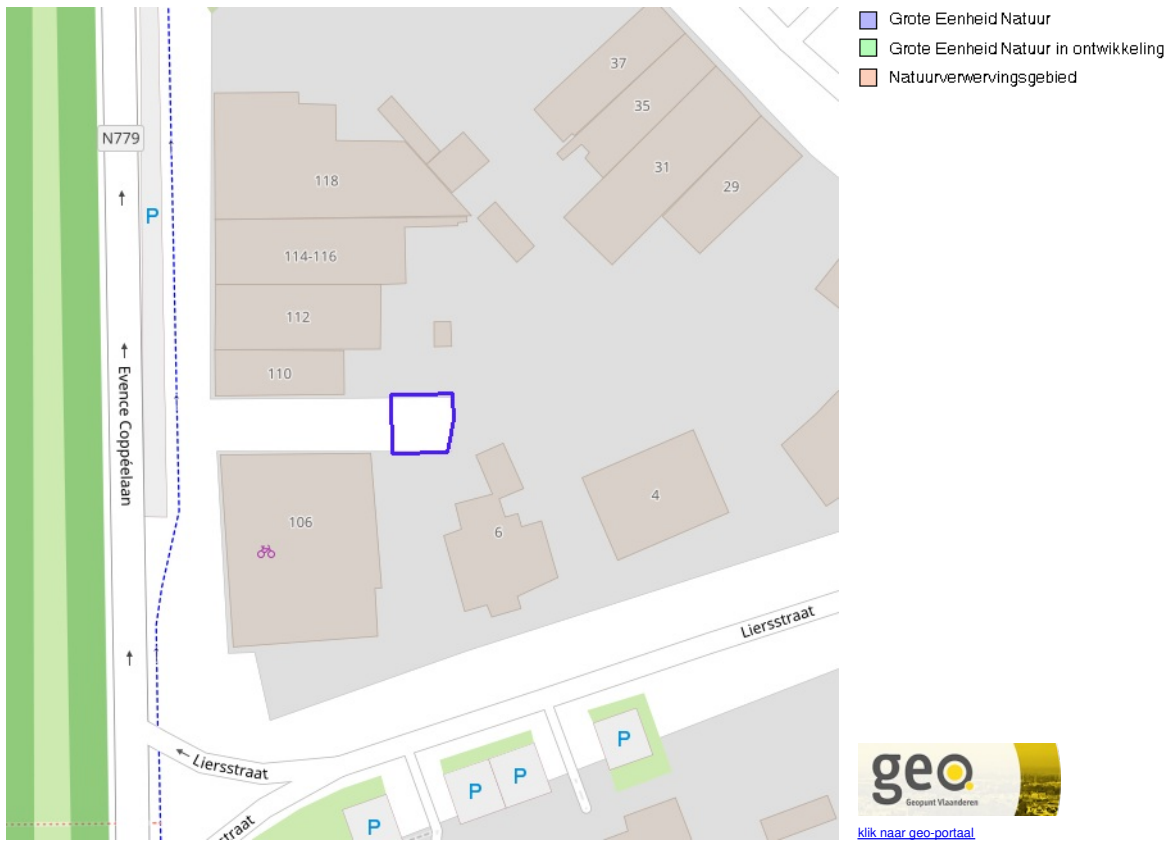 Grote Eenheid Natuur
Grote Eenheid Natuur in ontwikkeling
Natuurverwervingsgebied
37
35
N779
31
118
29
P
114-116
112
110
Evence Coppéelaan
4
106
6
Liersstraat
P
Liersstraat
P
P
P
straat
geo.
Geopunt Vlaanderen
klik naar geo-portaal